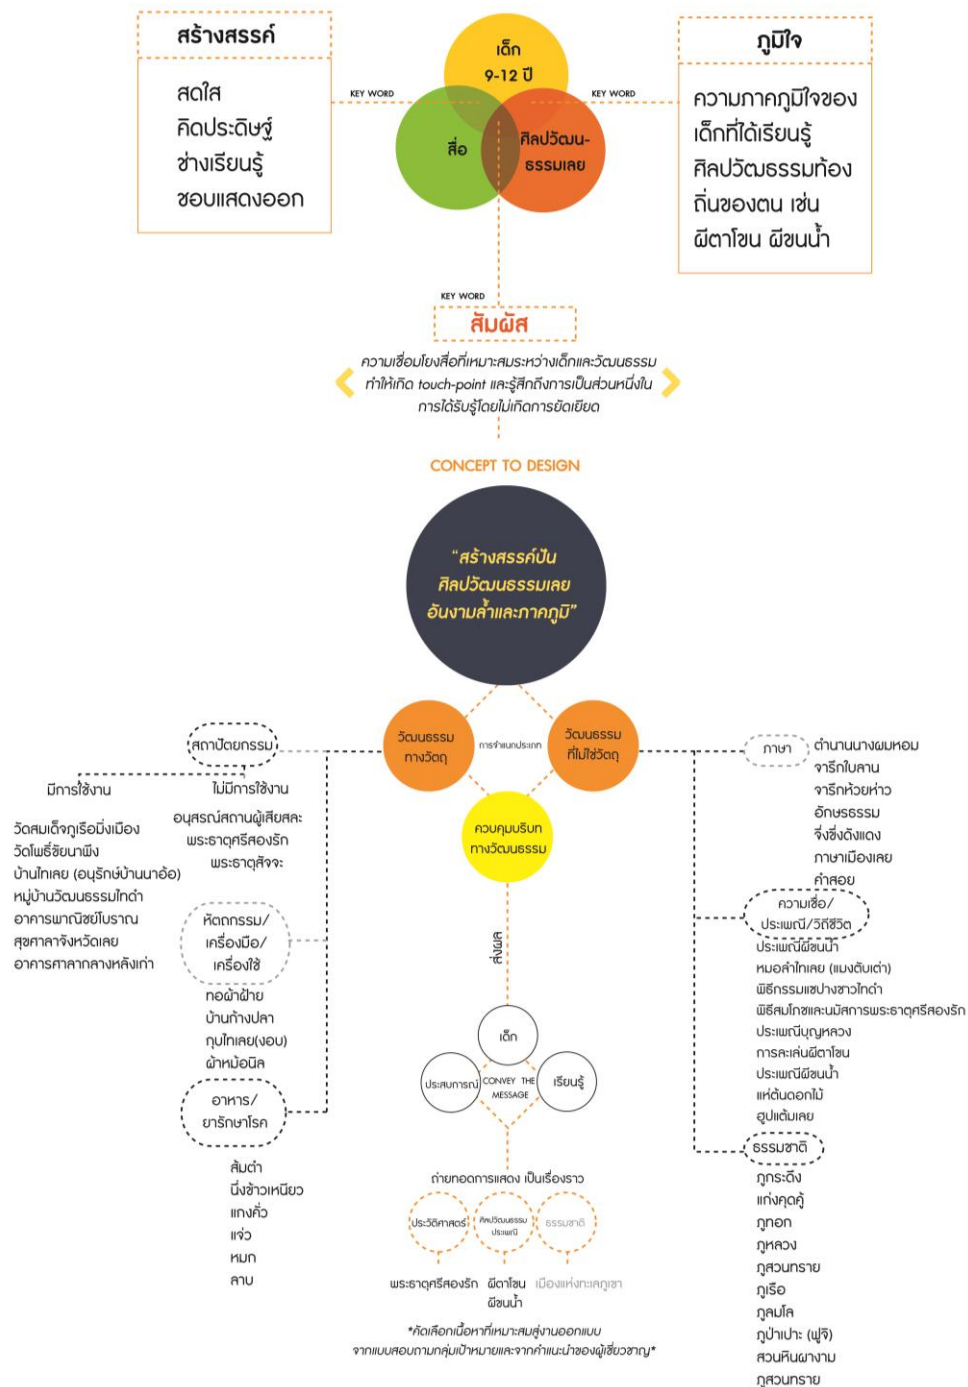 สร้างสรรค์
สดใส
คิดประดิษฐ์
ช่างเรียนรู้
ชอบแสดงออก
KEY WORD
เด็ก
9-12 ปี
สื่อ
ศิลปวัฒน-
ธรรมเลย
KEY WORD
ภูมิใจ
ความภาคภูมิใจของ
เด็กที่ได้เรียนรู้
ศิลปวัฒธรรมท้อง
ถิ่นของตน เช่น
ผีตาโขน ผีขนน้ำ
KEY WORD
สัมผัส
ความเชื่อมโยงสื่อที่เหมาะสมระหว่างเด็กและวัฒนธรรม
ทำให้เกิด touch-point และรู้สึกถึงการเป็นส่วนหนึ่งใน
การได้รับรู้โดยไม่เกิดการยัดเยียด
CONCEPT TO DESIGN
“สร้างสรรค์ปัน
ศิลปวัฒนธรรมเลย
อันงามล้ำและภาคภูมิ”
วัฒนธรรม
ทางวัตถุ
การจำแนกประเภท
วัฒนธรรม
ที่ไม่ใช่วัตถุ
ควบคุมบริบท
ทางวัฒนธรรม
สถาปัตยกรรม
มีการใช้งาน
วัดสมเด็จภูเรือมิ่งเมือง
วัดโพธิ์ชัยนาพึง
บ้านไทเลย (อนุรักษ์บ้านนาอ้อ)
หมู่บ้านวัฒนธรรมไทดำ
อาคารพาณิชย์โบราณ
สุขศาลาจังหวัดเลย
อาคารศาลากลางหลังเก่า
ไม่มีการใช้งาน
อนุสรณ์สถานผู้เสียสละ
พระธาตุศรีสองรัก
พระธาตุสัจจะ
หัตถกรรม/
เครื่องมือ/
เครื่องใช้
ทอผ้าฝ้าย
บ้านก้างปลา
กุบไทเลย(งอบ)
ผ้าหม้อนิล
อาหาร/
ยารักษาโรค
ส้มตำ
นึ่งข้าวเหนียว
แกงคั่ว
แจ่ว
หมก
ลาบ
ภาษา
ตำนานนางผมหอม
จารึกใบลาน
จารึกห้วยห่าว
อักษรธรรม
จึ่งซึ่งดังแดง
ภาษาเมืองเลย
คำสอย
ความเชื่อ/
ประเพณี/วิถีชีวิต
ประเพณีผีขนน้ำ
หมอลำไทเลย (แมงตับเต่า)
พิธีกรรมแซปางชาวไทดำ
พิธีสมโภชและนมัสการพระธาตุศรีสองรัก
ประเพณีบุญหลวง
การละเล่นผีตาโขน
ประเพณีผีขนน้ำ
แห่ต้นดอกไม้
ฮูปแต้มเลย
ธรรมชาติ
ภูกระดึง
แก่งคุดคู้
ภูทอก
ภูหลวง
ภูสวนทราย
ภูเรือ
ภูลมโล
ภูป่าเปาะ (ฟูจิ)
สวนหินผางาม
ภูสวนทราย
ส่งผล
เด็ก
ประสบการณ์
CONVEY THE
MESSAGE
เรียนรู้
ถ่ายทอดการแสดง เป็นเรื่องราว
ประวัติศาสตร์
ศิลปวัฒนธรรม
ประเพณี
ธรรมชาติ
พระธาตุศรีสองรัก
ผีตาโขน
ผีขนน้ำ
เมืองแห่งทะเลภูเขา
*คัดเลือกเนื้อหาที่เหมาะสมสู่งานออกแบบ
จากแบบสอบถามกลุ่มเป้าหมายและจากคำแนะนำของผู้เชี่ยวชาญ*